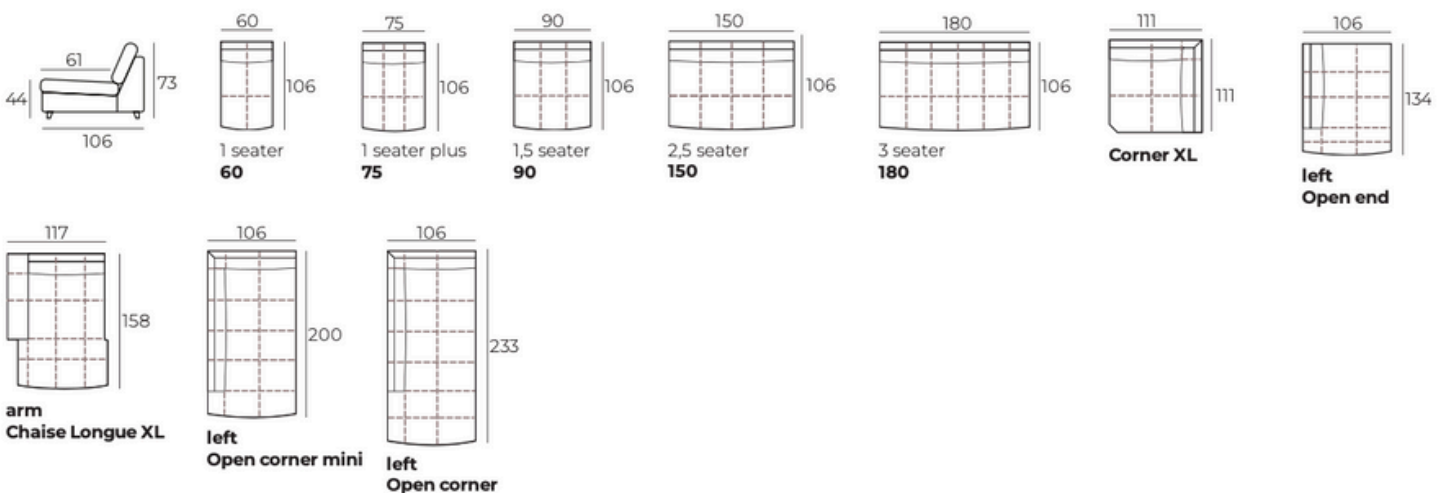 61
44
73
106
60
106
1 seater
60
75
106
1 seater plus
75
90
106
1,5 seater
90
150
106
2,5 seater
150
180
106
3 seater
180
111
111
Corner XL
106
134
left
Open end
117
158
arm
Chaise Longue XL
106
200
left
Open corner mini
106
233
left
Open corner